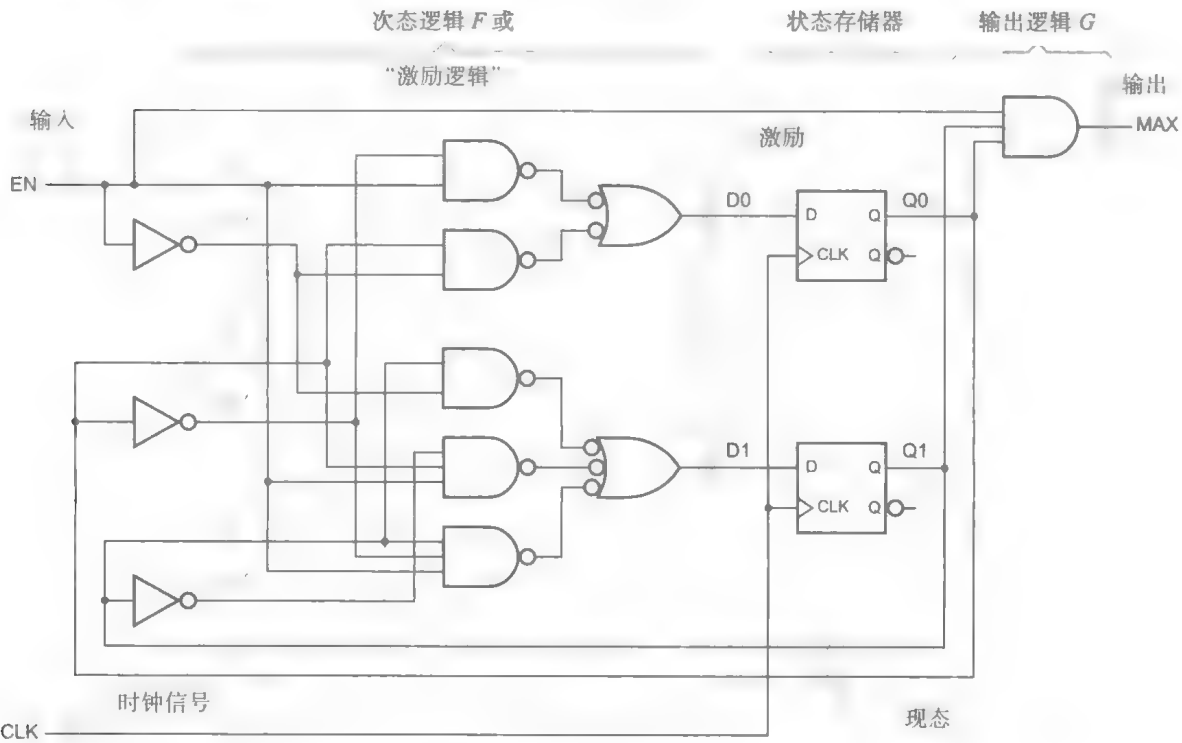 次态逻辑 F 或
状态存储器
输出逻辑 G
“激励逻辑”
输出
输入
激励
MAX
EN
D0
Q0
D
Q
CLK
Q
D1
Q1
D
Q
CLK
Q
时钟信号
现态
CLK